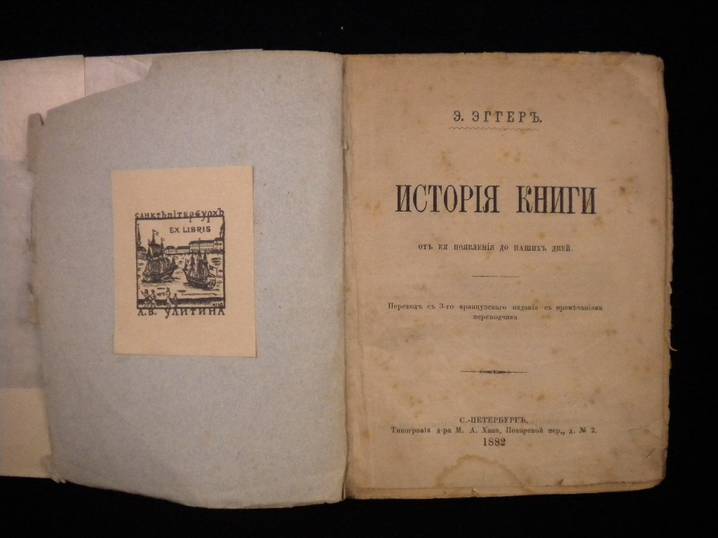 САНКТЪПIТЕРБУРХЪ
EX LIBRIS
А.В. УЛИТИНА
Э. ЭГГЕРЪ.
ИСТОРІЯ КНИГИ
ОТЪ ЕЯ ПОЯВЛЕНІЯ ДО НАШИХЪ ДНЕЙ.
Переводъ съ 3-го французскаго изданія съ примѣчаніями
переводчика
С.-ПЕТЕРБУРГЪ.
Типографія д-ра М. А. Хана, Поварской пер., д. № 2.
1882